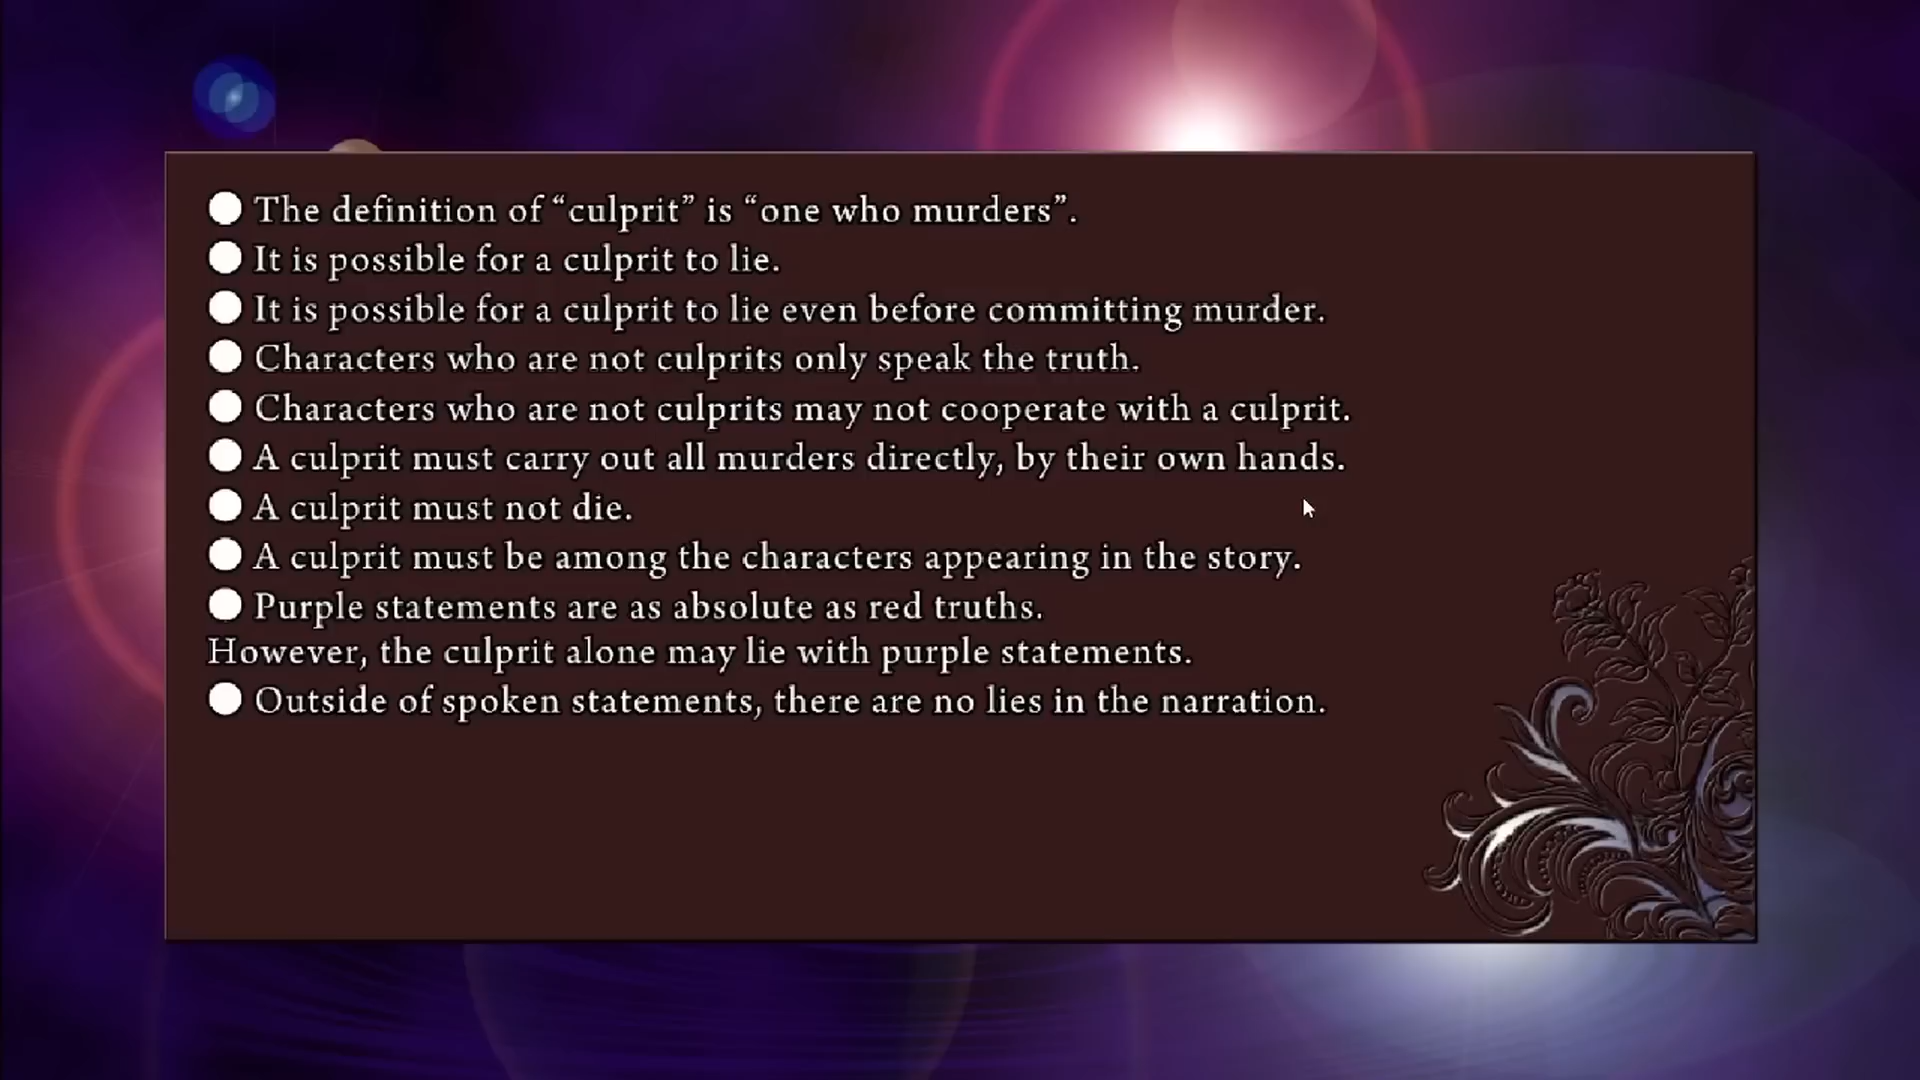 ● The definition of “culprit” is “one who murders”.
● It is possible for a culprit to lie.
● It is possible for a culprit to lie even before committing murder.
● Characters who are not culprits only speak the truth.
● Characters who are not culprits may not cooperate with a culprit.
● A culprit must carry out all murders directly, by their own hands.
● A culprit must not die.
● A culprit must be among the characters appearing in the story.
● Purple statements are as absolute as red truths.
However, the culprit alone may lie with purple statements.
● Outside of spoken statements, there are no lies in the narration.